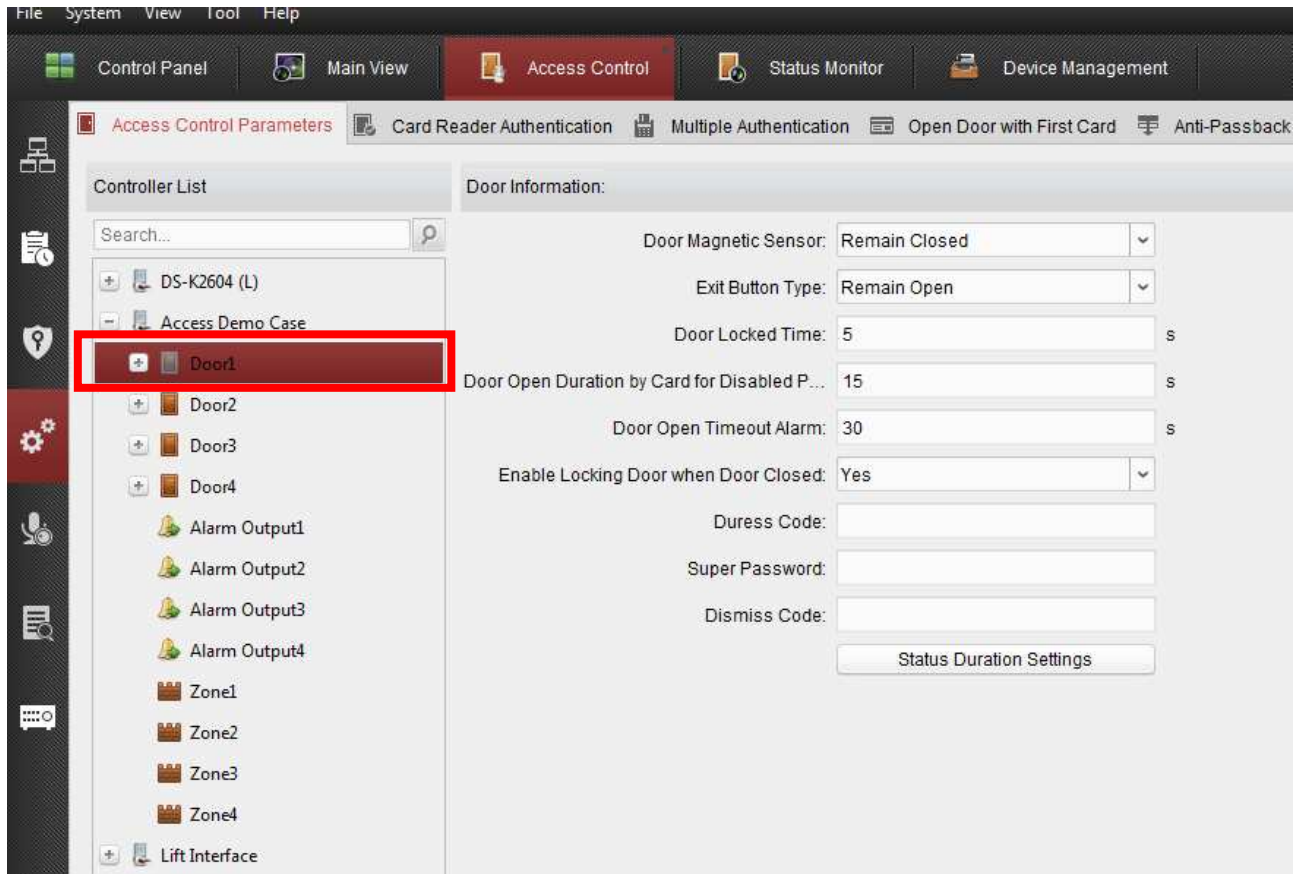 File System View Tool Help
Control Panel Main View Access Control Status Monitor Device Management
Access Control Parameters Card Reader Authentication Multiple Authentication Open Door with First Card Anti-Passback
Controller List
Search...
DS-K2604 (L)
Access Demo Case
Door1
Door2
Door3
Door4
Alarm Output1
Alarm Output2
Alarm Output3
Alarm Output4
Zone1
Zone2
Zone3
Zone4
Lift Interface
Door Information:
Door Magnetic Sensor: Remain Closed
Exit Button Type: Remain Open
Door Locked Time: 5 s
Door Open Duration by Card for Disabled P... 15 s
Door Open Timeout Alarm: 30 s
Enable Locking Door when Door Closed: Yes
Duress Code:
Super Password:
Dismiss Code:
Status Duration Settings